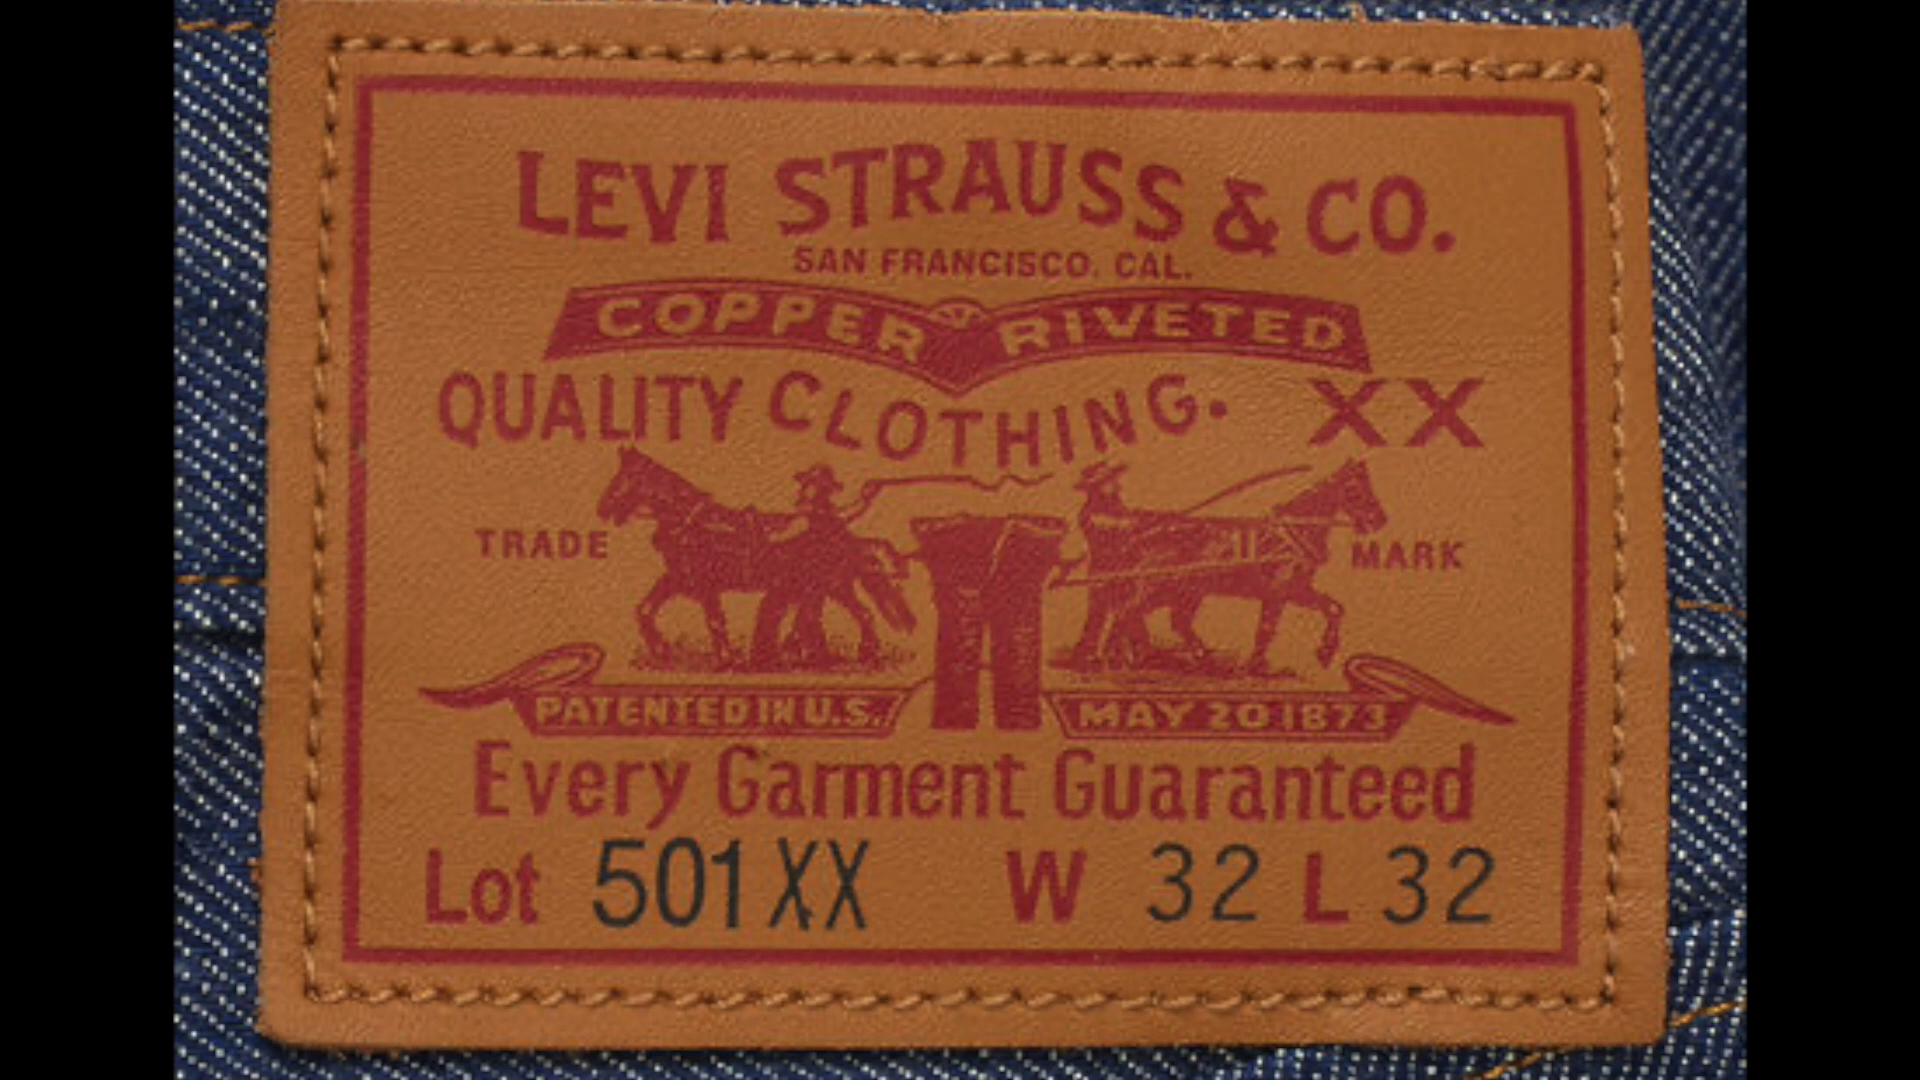 LEVI STRAUSS & CO.
SAN FRANCISCO, CAL.
COPPER RIVETED
QUALITY CLOTHING. XX
TRADE MARK
PATENTED IN U.S. MAY 20 1873
Every Garment Guaranteed
Lot 501XX W 32 L 32